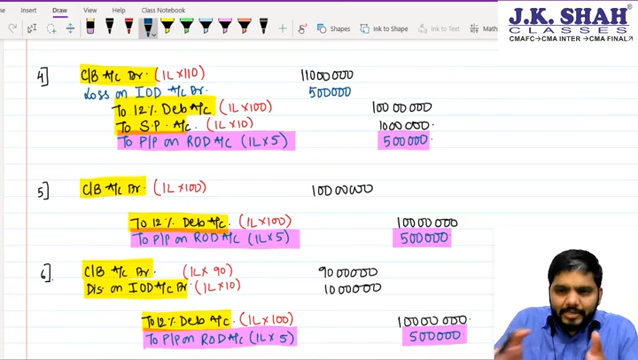 File Home Insert Draw View Class Notebook
Shapes Ink to Shape Ink to Text Math
J.K. SHAH
CLASSES
CMAFC→CMA INTER→CMA FINAL
4] C/B A/c Dr. (1L×110) 11000000
Loss on IOD A/c Dr. 500000
To 12% Deb A/c (1L×100) 10000000
To S.P. A/c (1L×10) 1000000
To P/P on ROD A/c (1L×5) 500000
5] C/B A/c Dr (1L×100) 10000000
To 12% Deb A/c (1L×100) 10000000
To P/P on ROD A/c (1L×5) 500000
6]. C/B A/c Dr. (1L×90) 9000000
Dis. on IOD A/c Dr (1L×10) 1000000
To 12% Deb A/c (1L×100) 10000000
To P/P on ROD A/c (1L×5) 500000